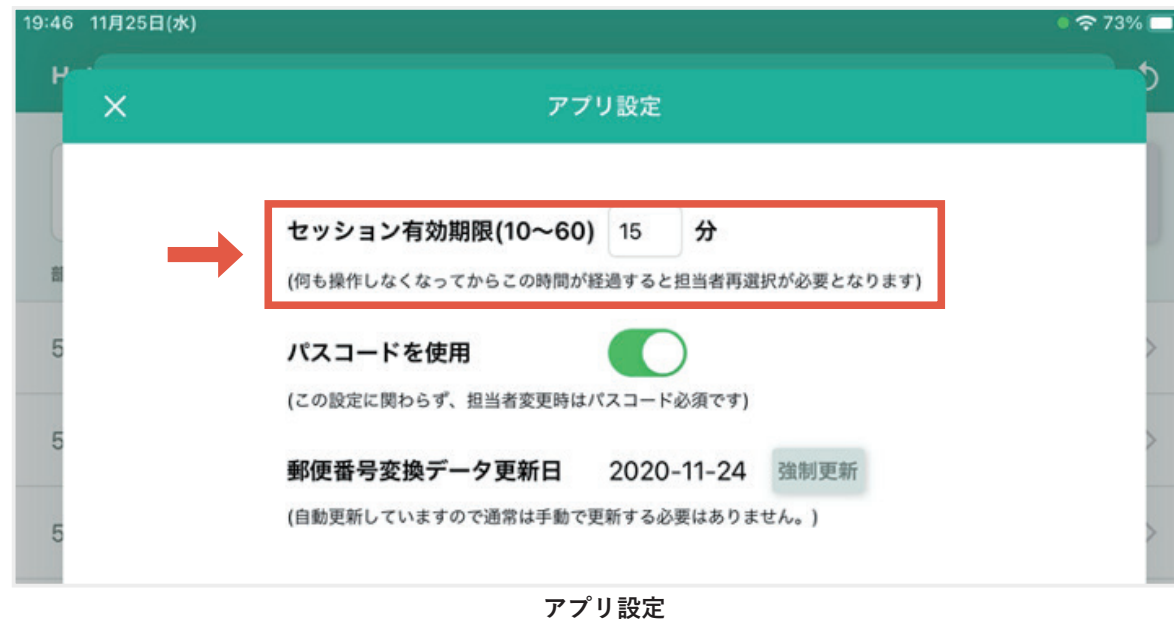 19:46 11月25日(水) 73%
アプリ設定
セッション有効期限(10〜60) 15 分
(何も操作しなくなってからこの時間が経過すると担当者再選択が必要となります)
部
5
パスコードを使用
(この設定に関わらず、担当者変更時はパスコード必須です)
5
郵便番号変換データ更新日 2020-11-24 強制更新
(自動更新していますので通常は手動で更新する必要はありません。)
5
アプリ設定